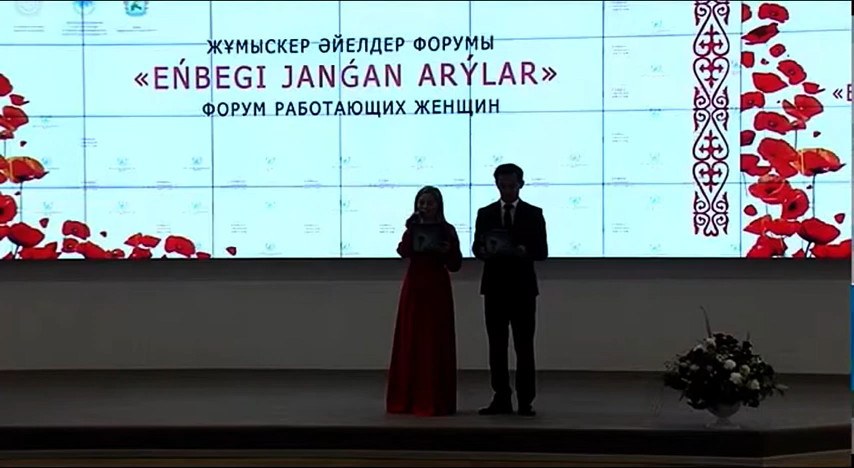 ЖҰМЫСКЕР ӘЙЕЛДЕР ФОРУМЫ
«EŃBEGI JANǴAN ARÝLAR»
ФОРУМ РАБОТАЮЩИХ ЖЕНЩИН